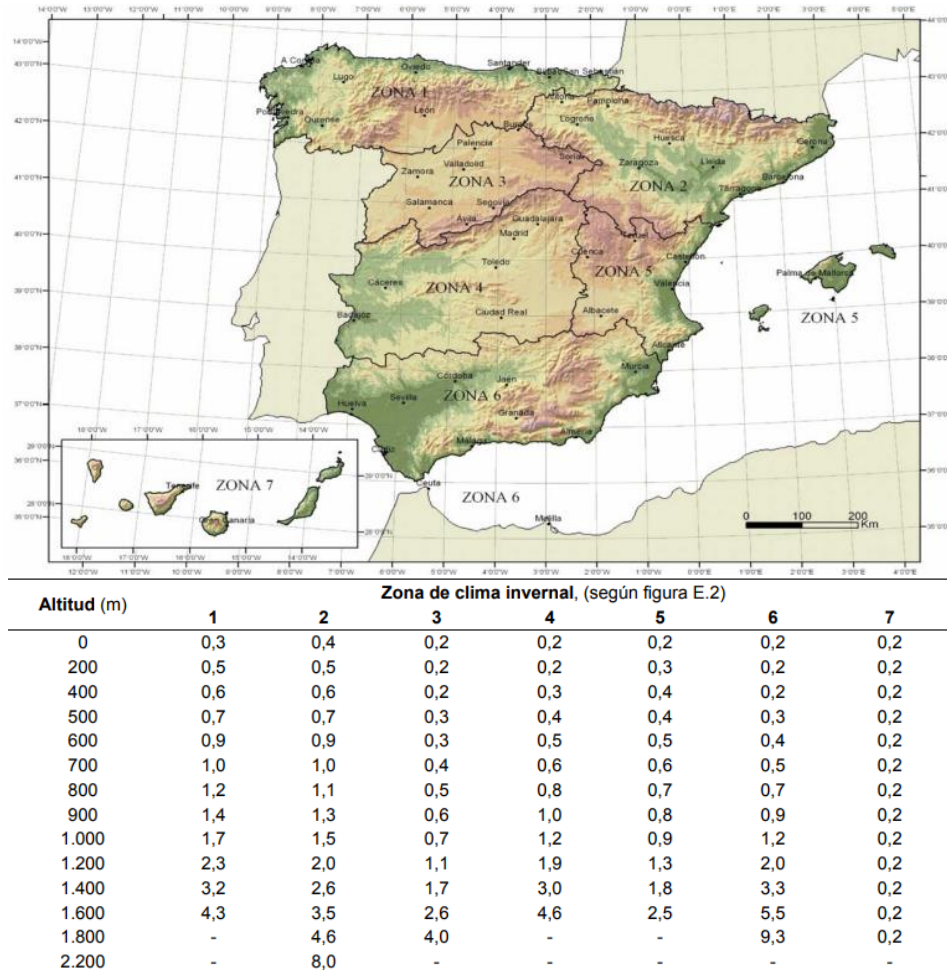 A Coruña
Oviedo
Santander
Bilbao San Sebastián
Lugo
ZONA 1
Vitoria
Pamplona
León
Pontevedra
Ourense
Burgos
Logroño
Huesca
Gerona
Palencia
Valladolid
Soria
Zaragoza
Lleida
Zamora
ZONA 3
ZONA 2
Barcelona
Tarragona
Salamanca
Segovia
Ávila
Guadalajara
Madrid
Teruel
Cuenca
Castellón
Toledo
ZONA 5
Palma de Mallorca
Cáceres
ZONA 4
Valencia
Badajoz
Ciudad Real
Albacete
ZONA 5
Alicante
Córdoba
Jaén
Murcia
Huelva
Sevilla
ZONA 6
Granada
Málaga
Almería
Cádiz
Tenerife
ZONA 7
Ceuta
ZONA 6
Gran Canaria
Melilla
0 100 200
Km
Altitud (m) Zona de clima invernal, (según figura E.2)
1 2 3 4 5 6 7
0 0,3 0,4 0,2 0,2 0,2 0,2 0,2
200 0,5 0,5 0,2 0,2 0,3 0,2 0,2
400 0,6 0,6 0,2 0,3 0,4 0,2 0,2
500 0,7 0,7 0,3 0,4 0,4 0,3 0,2
600 0,9 0,9 0,3 0,5 0,5 0,4 0,2
700 1,0 1,0 0,4 0,6 0,6 0,5 0,2
800 1,2 1,1 0,5 0,8 0,7 0,7 0,2
900 1,4 1,3 0,6 1,0 0,8 0,9 0,2
1.000 1,7 1,5 0,7 1,2 0,9 1,2 0,2
1.200 2,3 2,0 1,1 1,9 1,3 2,0 0,2
1.400 3,2 2,6 1,7 3,0 1,8 3,3 0,2
1.600 4,3 3,5 2,6 4,6 2,5 5,5 0,2
1.800 - 4,6 4,0 - - 9,3 0,2
2.200 - 8,0 - - - - -